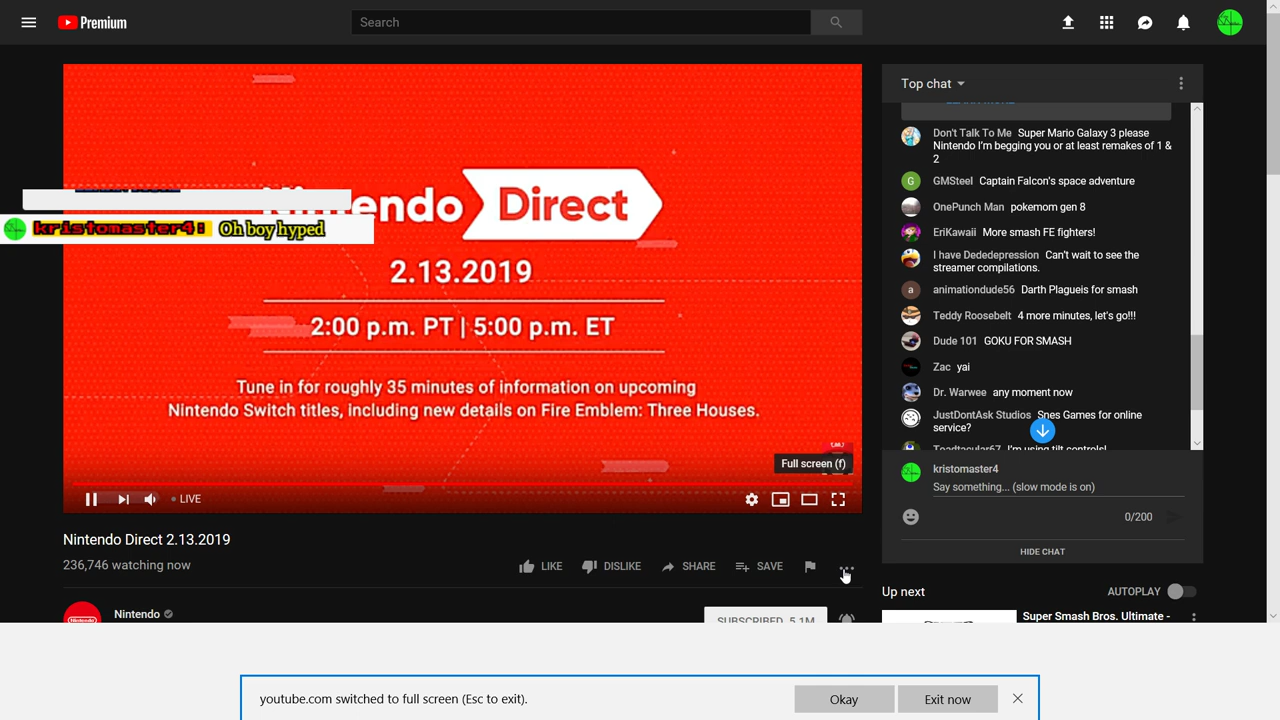 Premium
Search
Nintendo Direct
2.13.2019
2:00 p.m. PT | 5:00 p.m. ET
Tune in for roughly 35 minutes of information on upcoming
Nintendo Switch titles, including new details on Fire Emblem: Three Houses.
kristomaster4: Oh boy hyped
Full screen (f)
LIVE
Nintendo Direct 2.13.2019
236,746 watching now
LIKE
DISLIKE
SHARE
SAVE
Nintendo
SUBSCRIBED 5.1M
Top chat
LEARN MORE
Don't Talk To Me Super Mario Galaxy 3 please
Nintendo I'm begging you or at least remakes of 1 &
2
G GMSteel Captain Falcon's space adventure
OnePunch Man pokemom gen 8
EriKawaii More smash FE fighters!
I have Dededepression Can't wait to see the
streamer compilations.
a animationdude56 Darth Plagueis for smash
Teddy Roosebelt 4 more minutes, let's go!!!
Dude 101 GOKU FOR SMASH
Zac yai
Dr. Warwee any moment now
JustDontAsk Studios Snes Games for online
service?
Toadtacular67 I'm using tilt controls!
kristomaster4
Say something... (slow mode is on)
0/200
HIDE CHAT
Up next
AUTOPLAY
Super Smash Bros. Ultimate -
youtube.com switched to full screen (Esc to exit).
Okay
Exit now